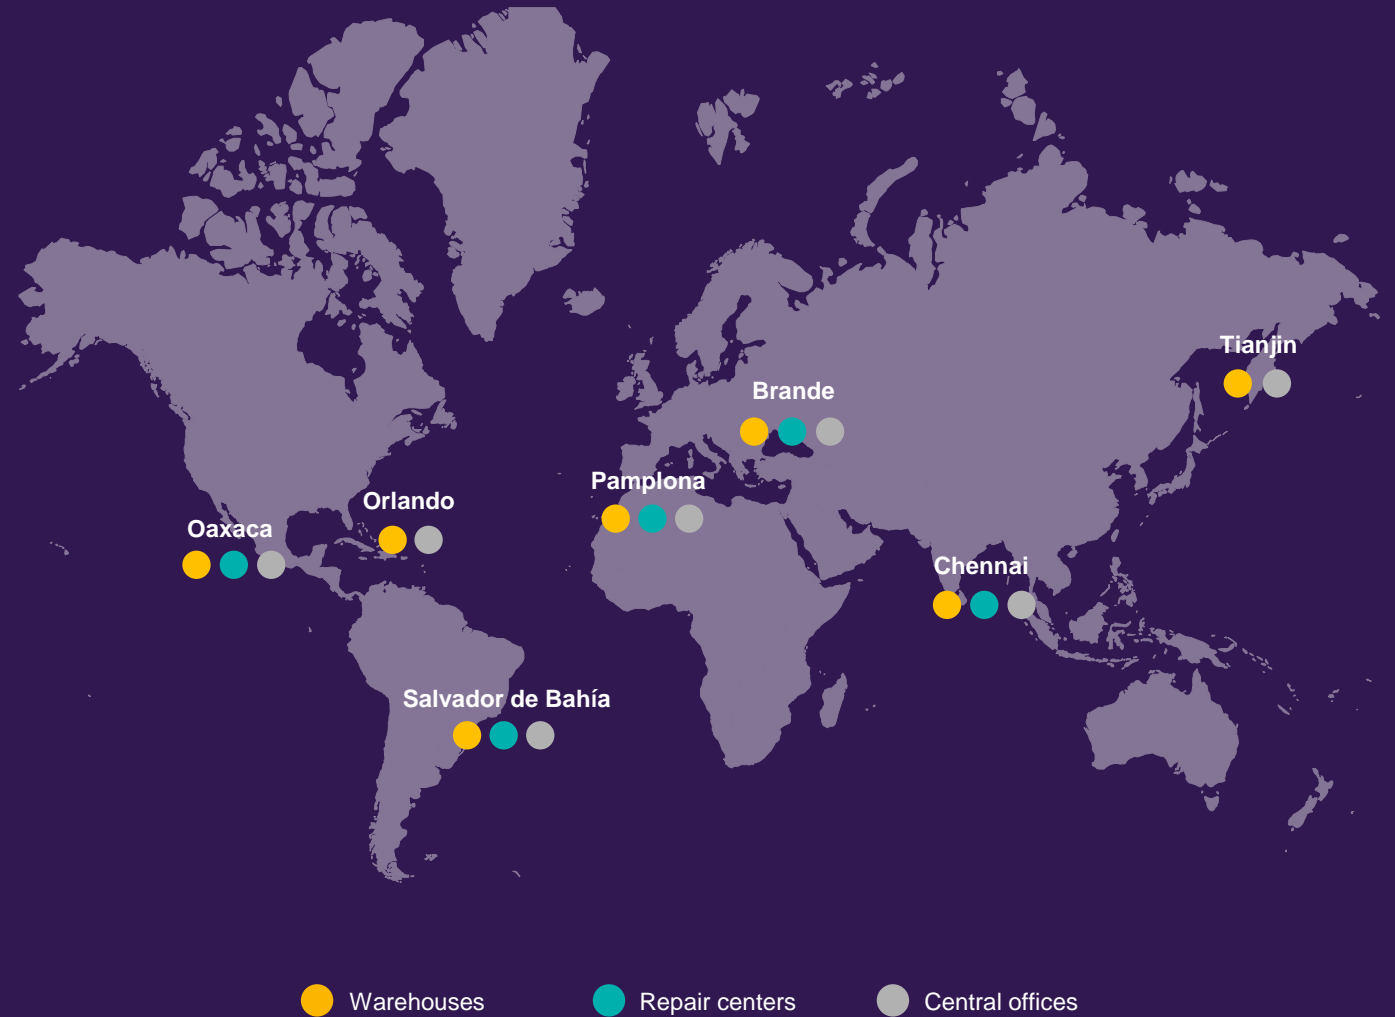 Tianjin
Brande
Pamplona
Orlando
Oaxaca
Chennai
Salvador de Bahía
Warehouses
Repair centers
Central offices